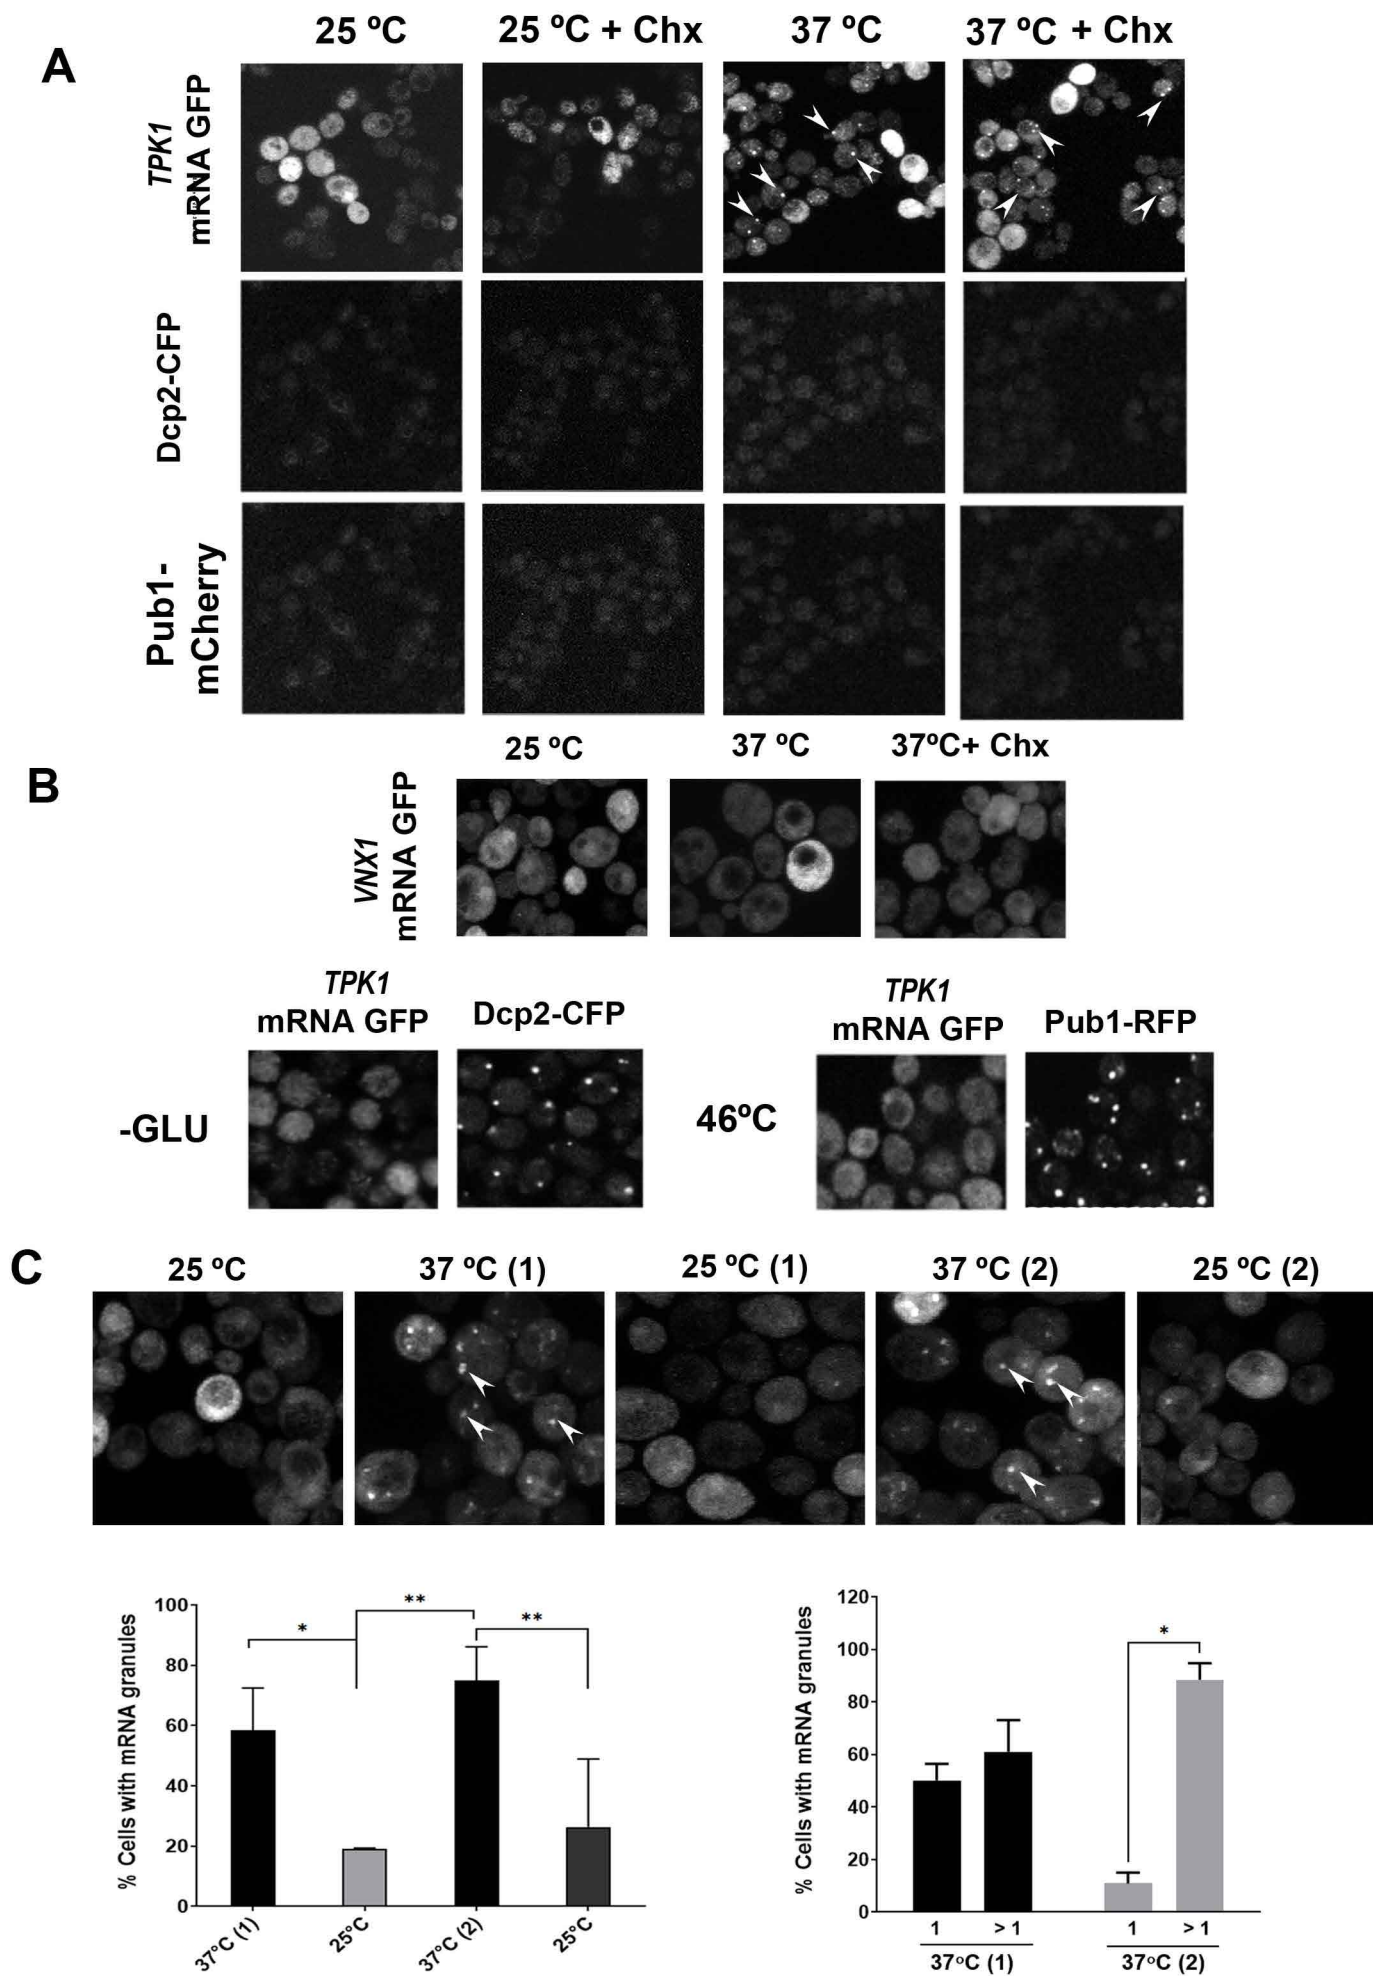 A
25 ºC
25 ºC + Chx
37 ºC
37 ºC + Chx
TPK1
mRNA GFP
Dcp2-CFP
Pub1-
mCherry
B
25 ºC
37 ºC
37ºC+ Chx
VNX1
mRNA GFP
TPK1
mRNA GFP
Dcp2-CFP
TPK1
mRNA GFP
Pub1-RFP
-GLU
46ºC
C
25 ºC
37 ºC (1)
25 ºC (1)
37 ºC (2)
25 ºC (2)
% Cells with mRNA granules
100
80
60
40
20
0
*
**
**
37°C (1)
25°C
37°C (2)
25°C
% Cells with mRNA granules
120
100
80
60
40
20
0
*
1
> 1
1
> 1
37°C (1)
37°C (2)